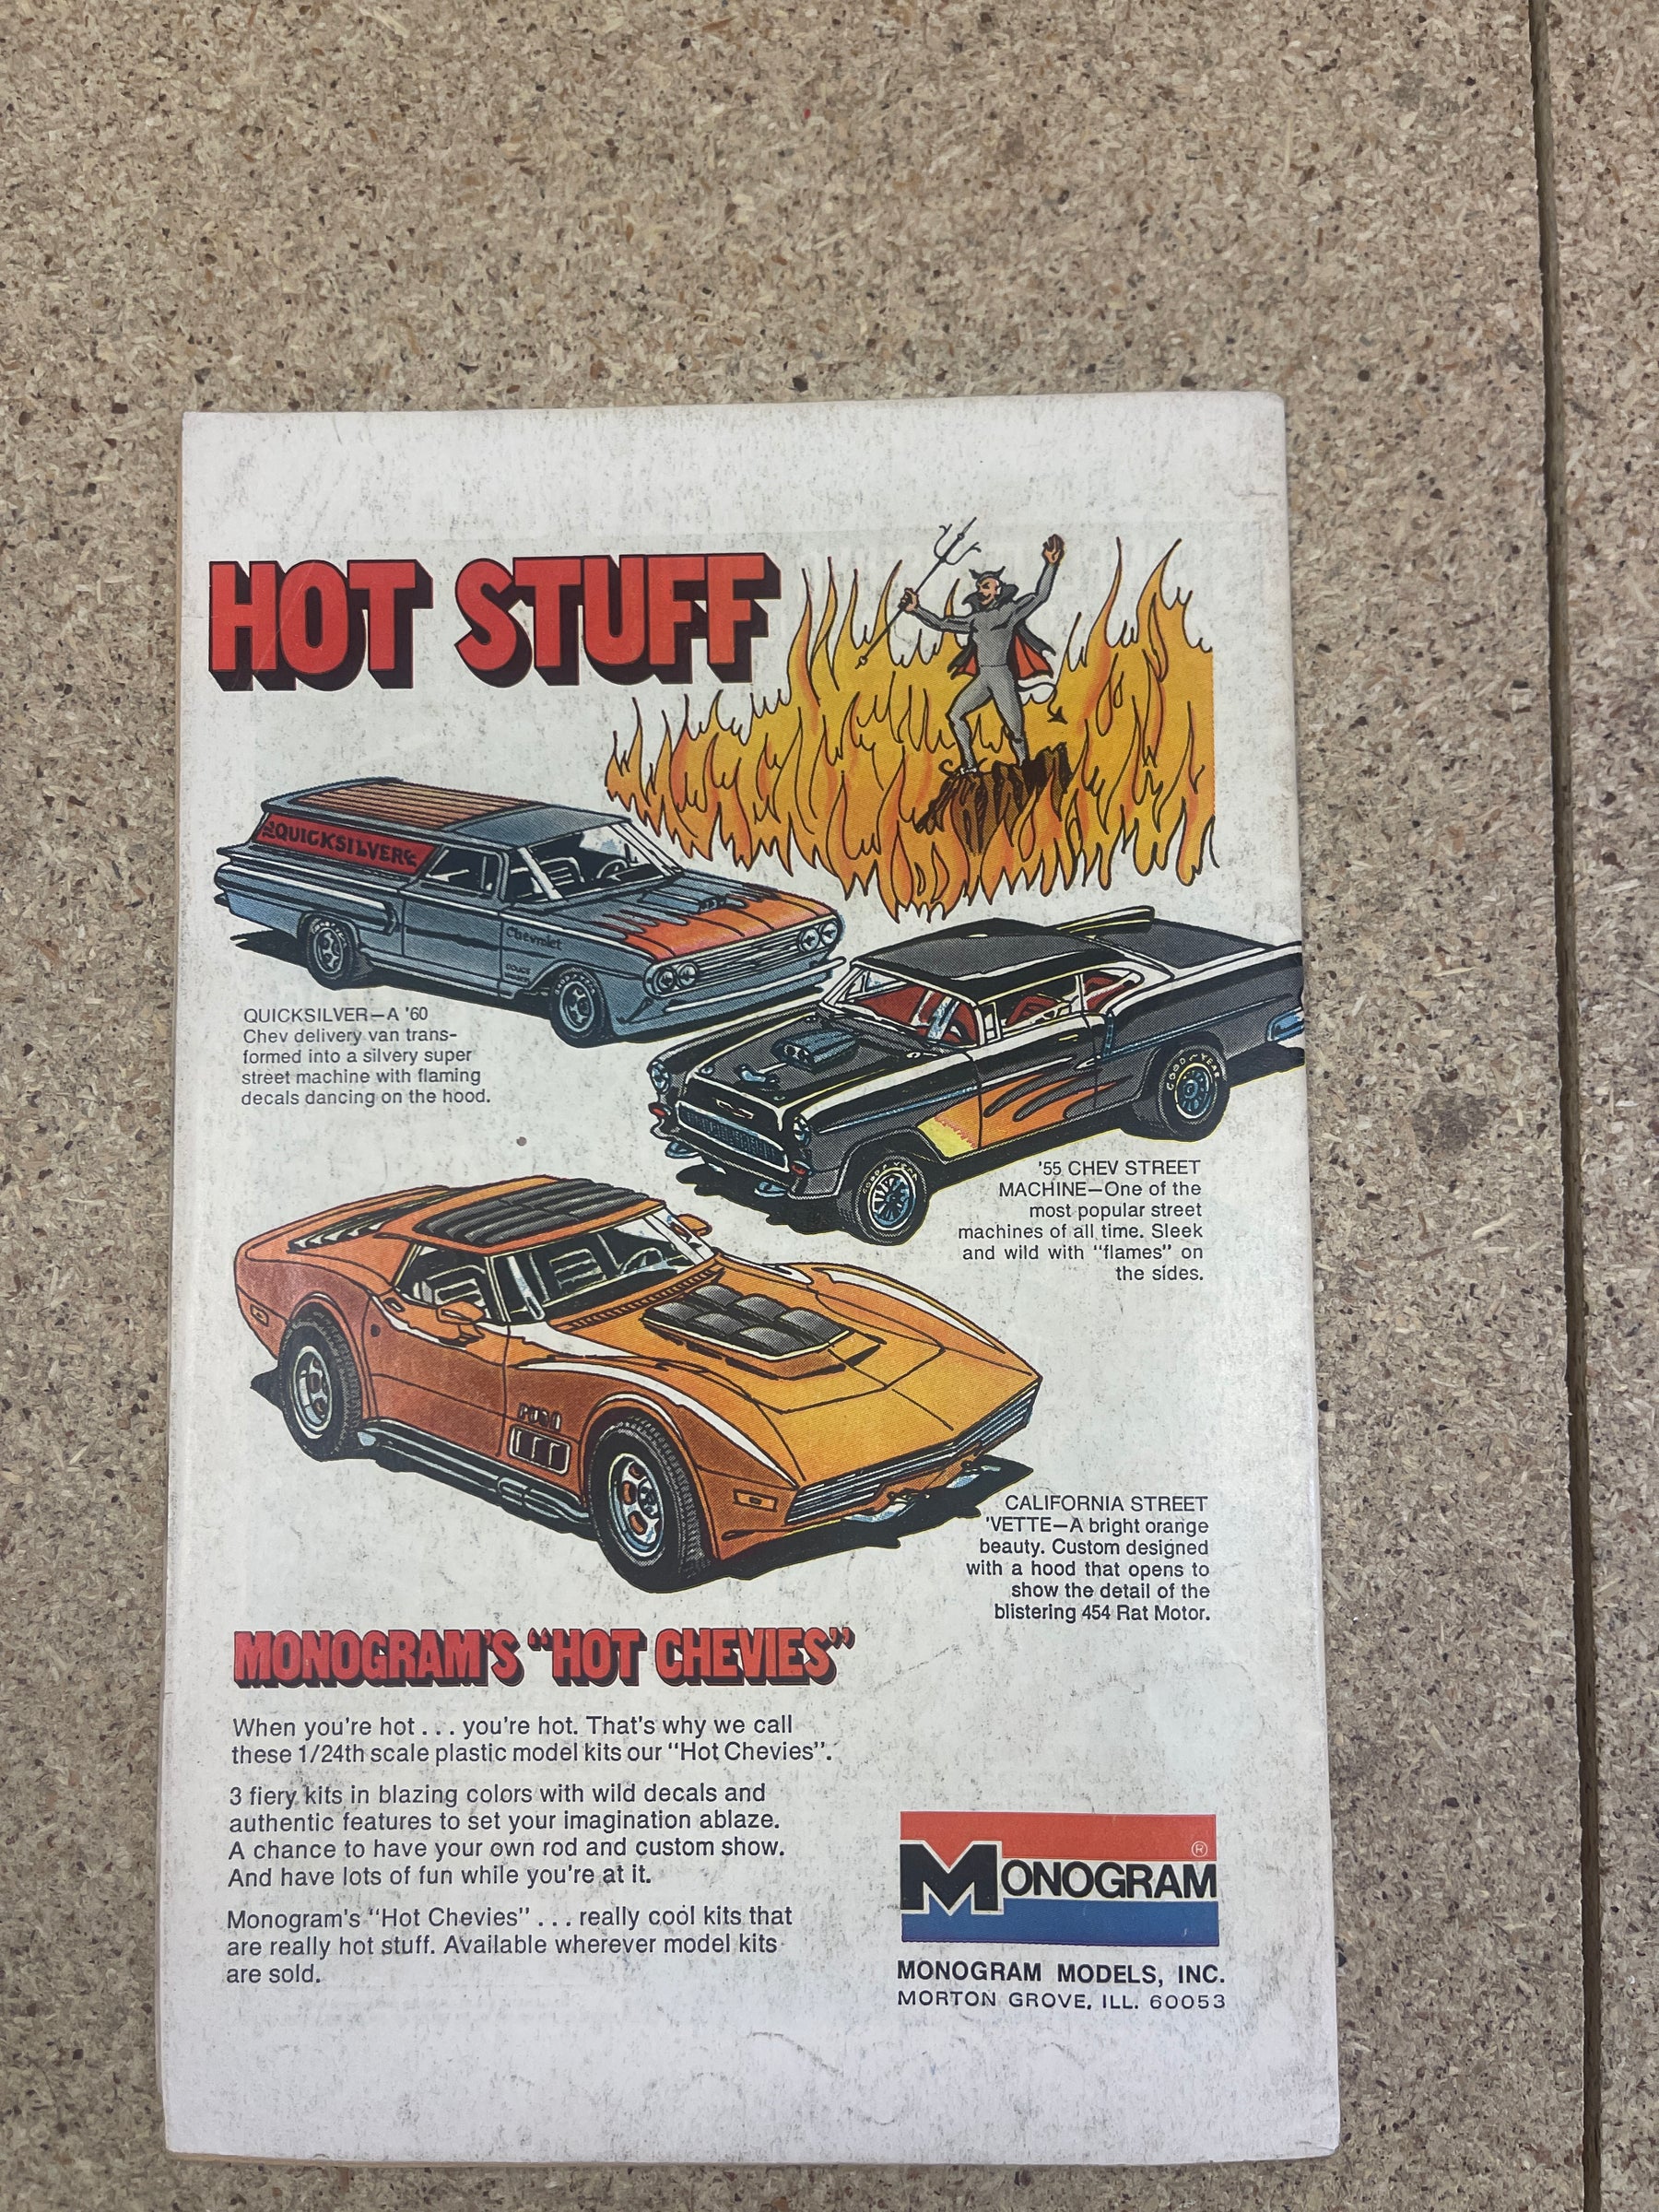 HOT STUFF
QUICKSILVER
Chevrolet
QUICKSILVER—A '60
Chev delivery van trans-
formed into a silvery super
street machine with flaming
decals dancing on the hood.
GOODYEAR
GOODYEAR
'55 CHEV STREET
MACHINE—One of the
most popular street
machines of all time. Sleek
and wild with "flames" on
the sides.
CALIFORNIA STREET
'VETTE—A bright orange
beauty. Custom designed
with a hood that opens to
show the detail of the
blistering 454 Rat Motor.
MONOGRAM'S "HOT CHEVIES"
When you're hot . . . you're hot. That's why we call
these 1/24th scale plastic model kits our "Hot Chevies".
3 fiery kits in blazing colors with wild decals and
authentic features to set your imagination ablaze.
A chance to have your own rod and custom show.
And have lots of fun while you're at it.
Monogram's "Hot Chevies" . . . really cool kits that
are really hot stuff. Available wherever model kits
are sold.
®
MONOGRAM
MONOGRAM MODELS, INC.
MORTON GROVE, ILL. 60053